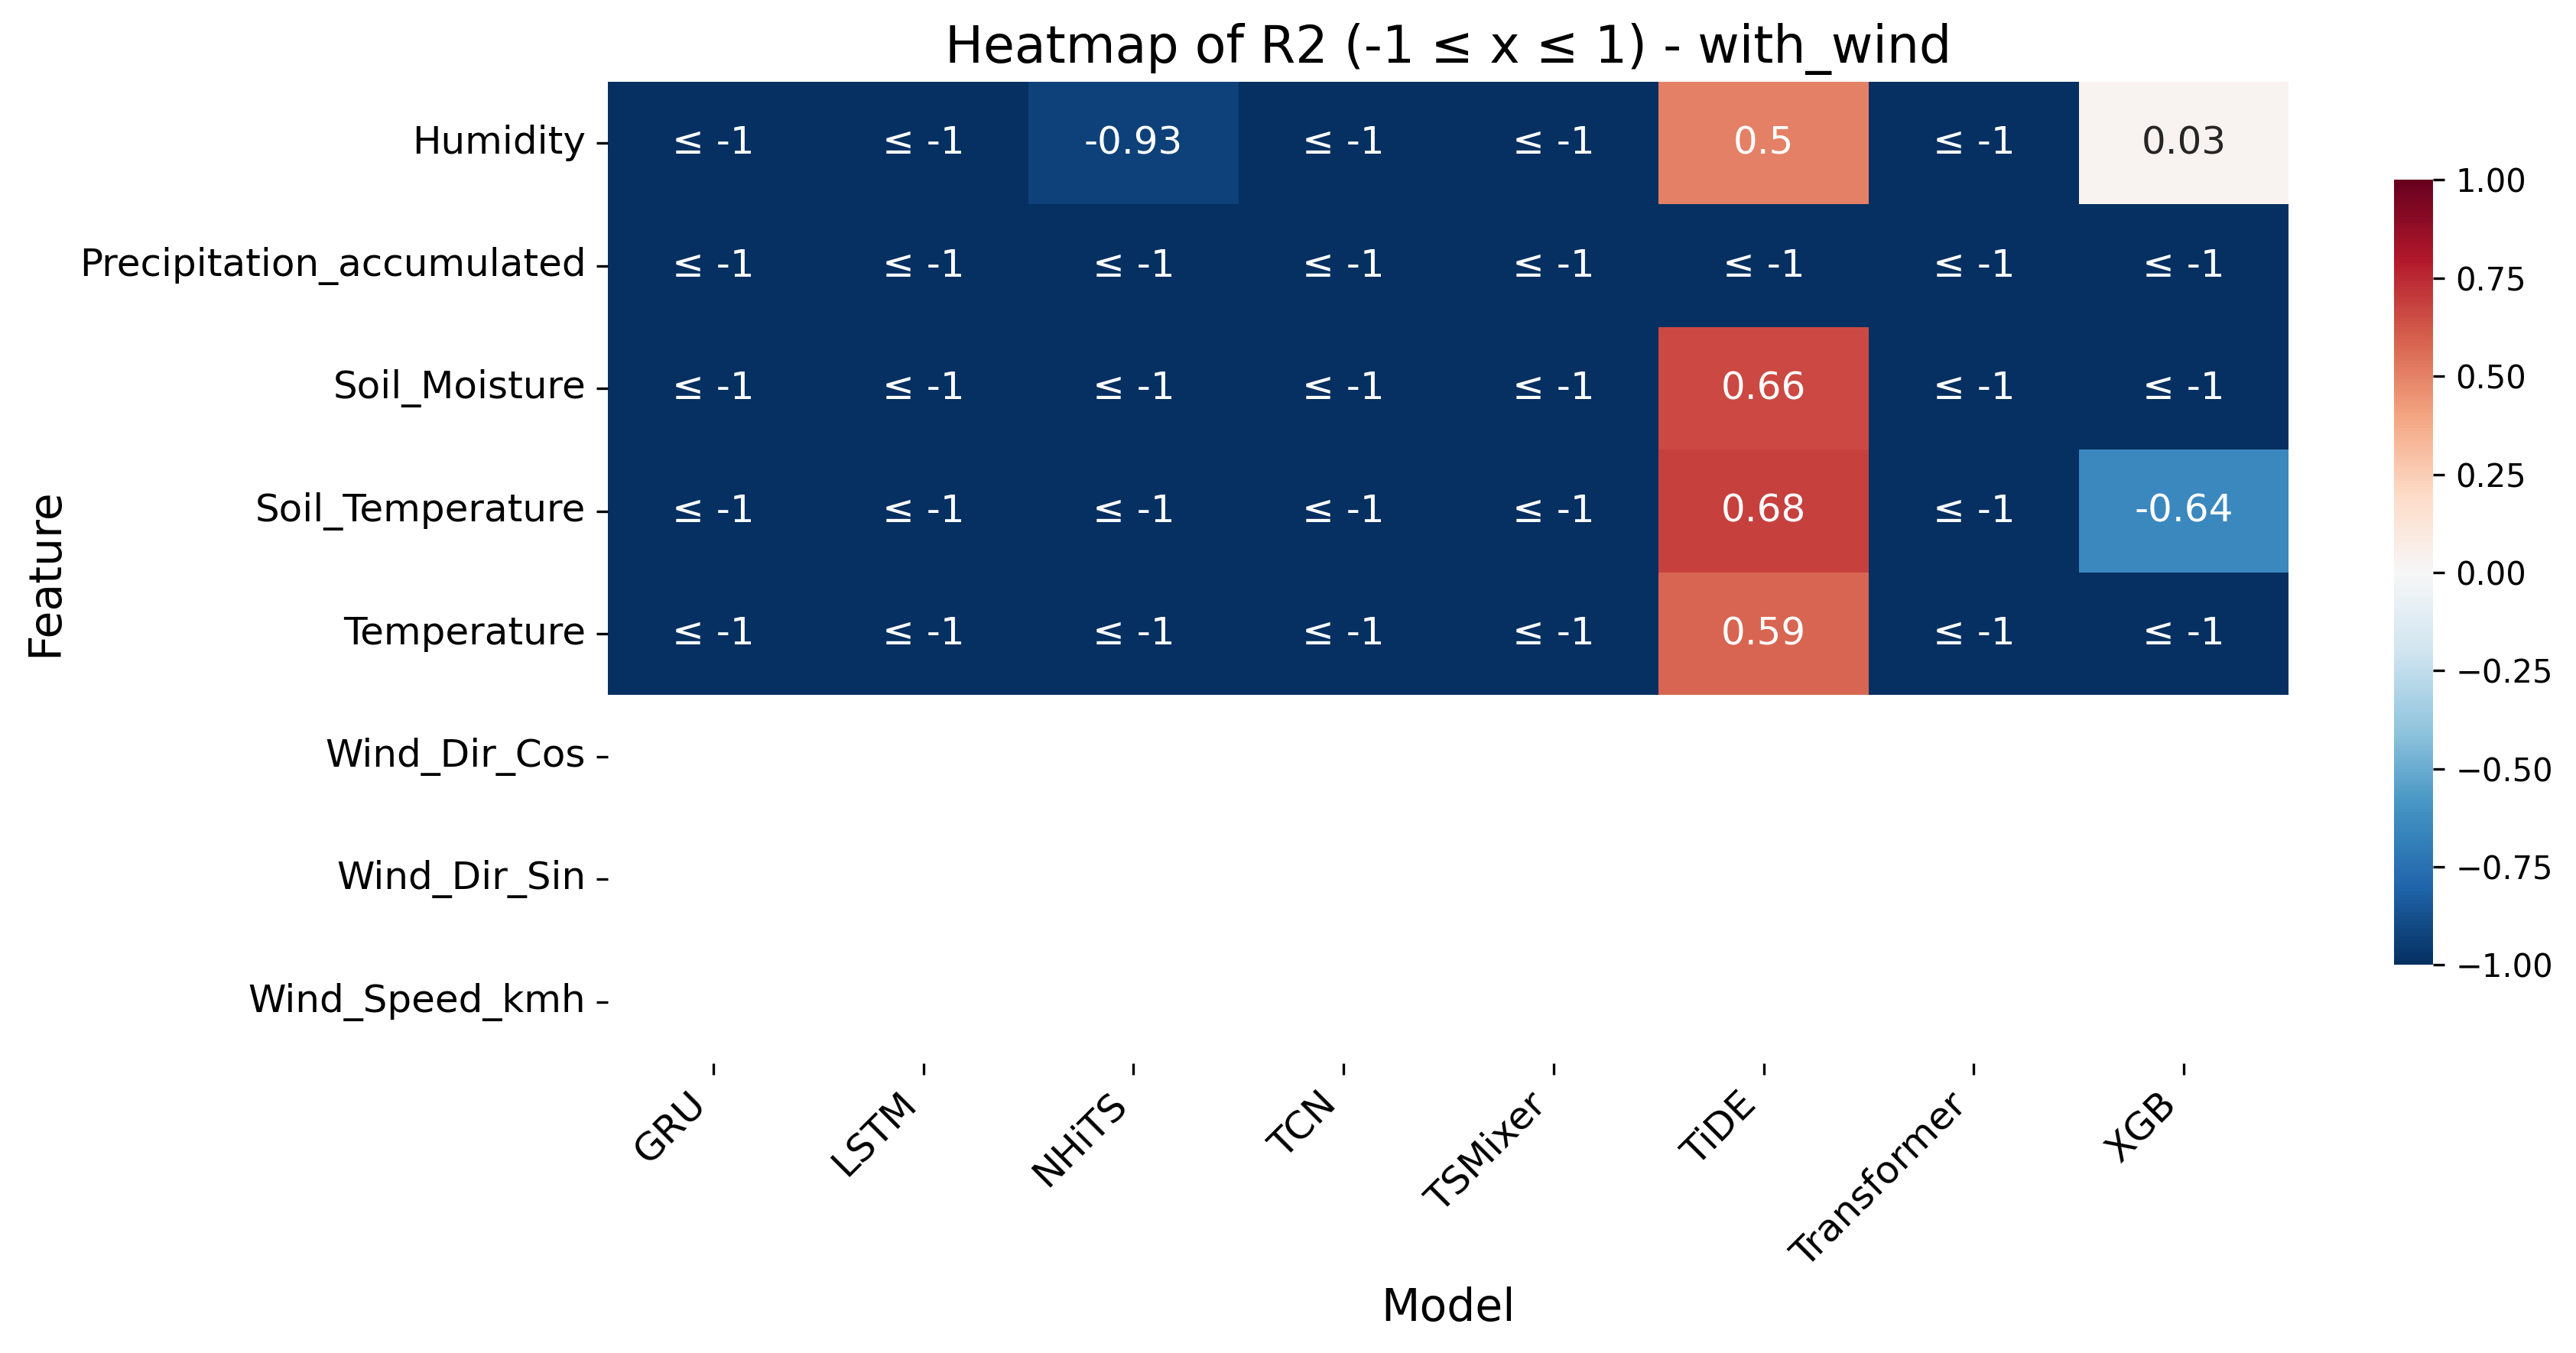 Heatmap of R2 (-1 ≤ x ≤ 1) - with_wind
Feature
Humidity ≤ -1 ≤ -1 -0.93 ≤ -1 ≤ -1 0.5 ≤ -1 0.03
Precipitation_accumulated ≤ -1 ≤ -1 ≤ -1 ≤ -1 ≤ -1 ≤ -1 ≤ -1 ≤ -1
Soil_Moisture ≤ -1 ≤ -1 ≤ -1 ≤ -1 ≤ -1 0.66 ≤ -1 ≤ -1
Soil_Temperature ≤ -1 ≤ -1 ≤ -1 ≤ -1 ≤ -1 0.68 ≤ -1 -0.64
Temperature ≤ -1 ≤ -1 ≤ -1 ≤ -1 ≤ -1 0.59 ≤ -1 ≤ -1
Wind_Dir_Cos
Wind_Dir_Sin
Wind_Speed_kmh
GRU LSTM NHiTS TCN TSMixer TiDE Transformer XGB
Model
1.00
0.75
0.50
0.25
0.00
−0.25
−0.50
−0.75
−1.00